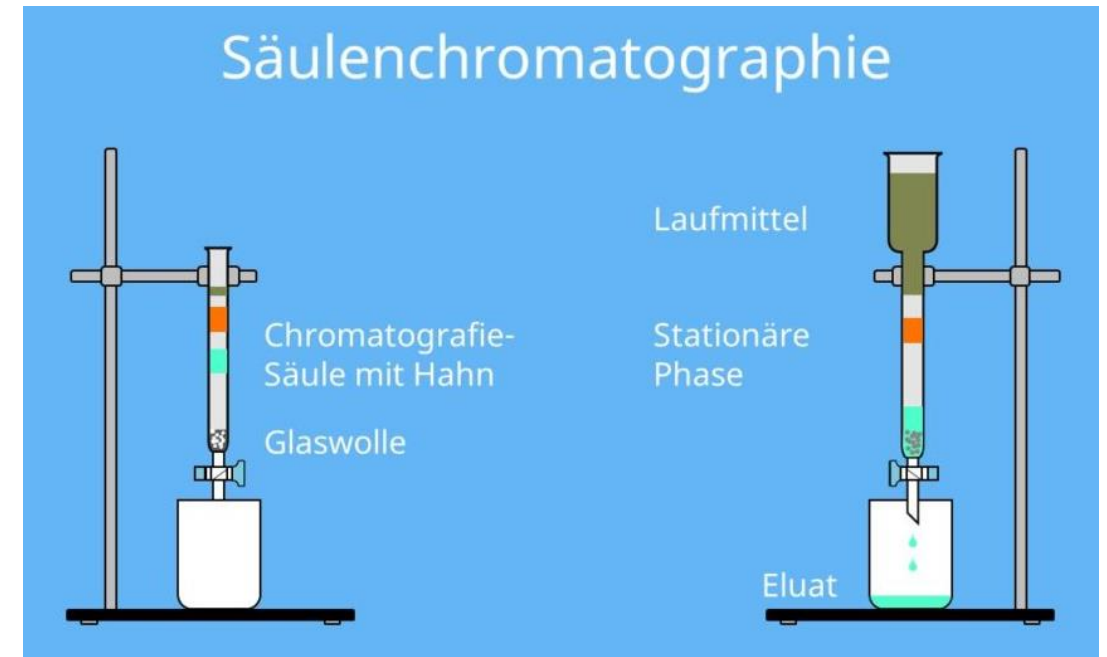 Säulenchromatographie
Chromatografie-
Säule mit Hahn
Glaswolle
Laufmittel
Stationäre
Phase
Eluat